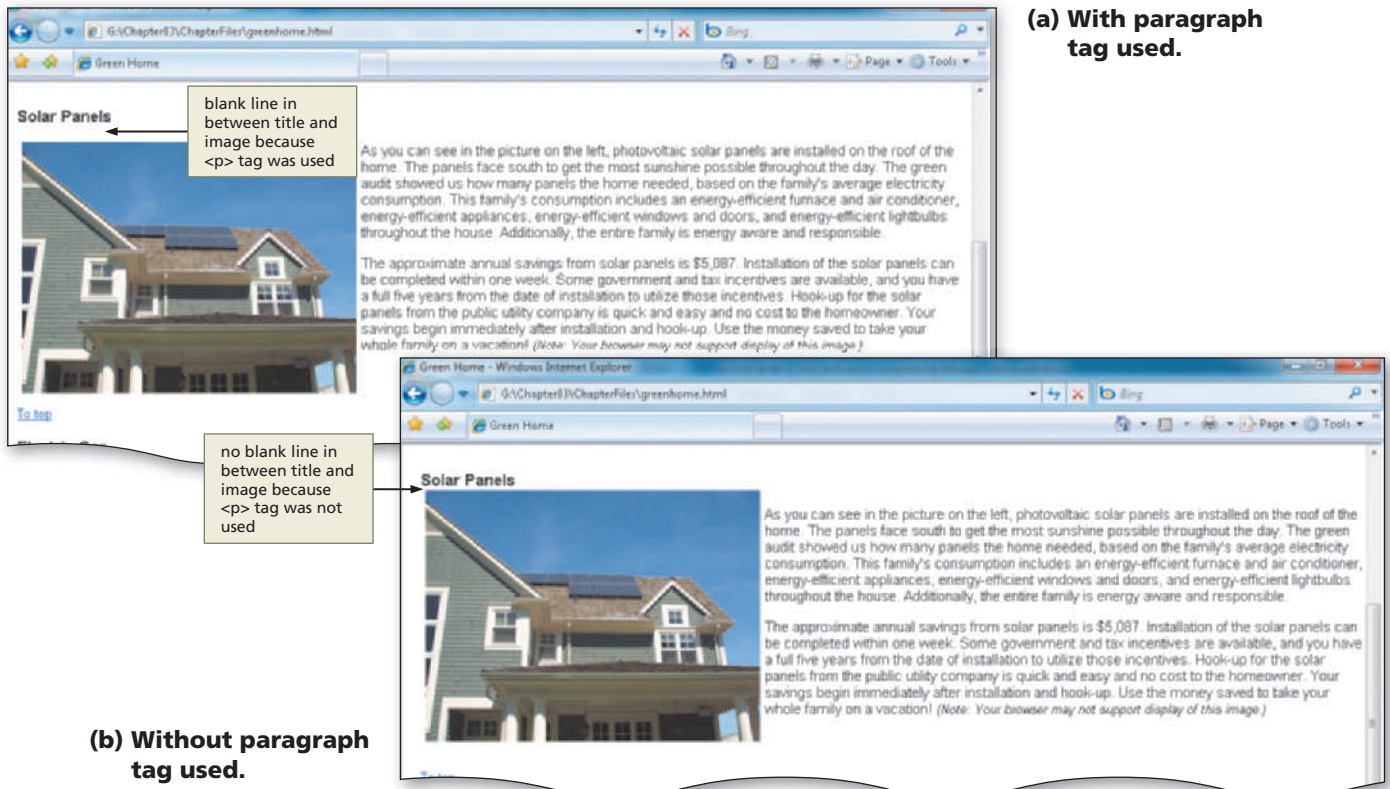 (a) With paragraph
tag used.
G:\Chapter03\ChapterFiles\greenhome.html
Bing
Green Home
Page
Tools
Solar Panels
blank line in
between title and
image because
<p> tag was used
As you can see in the picture on the left, photovoltaic solar panels are installed on the roof of the
home. The panels face south to get the most sunshine possible throughout the day. The green
audit showed us how many panels the home needed, based on the family's average electricity
consumption. This family's consumption includes an energy-efficient furnace and air conditioner,
energy-efficient appliances, energy-efficient windows and doors, and energy-efficient lightbulbs
throughout the house. Additionally, the entire family is energy aware and responsible.
The approximate annual savings from solar panels is $5,087. Installation of the solar panels can
be completed within one week. Some government and tax incentives are available, and you have
a full five years from the date of installation to utilize those incentives. Hook-up for the solar
panels from the public utility company is quick and easy and no cost to the homeowner. Your
savings begin immediately after installation and hook-up. Use the money saved to take your
whole family on a vacation! (Note: Your browser may not support display of this image.)
To top
Green Home - Windows Internet Explorer
G:\Chapter03\ChapterFiles\greenhome.html
Bing
Green Home
Page
Tools
no blank line in
between title and
image because
<p> tag was not
used
Solar Panels
As you can see in the picture on the left, photovoltaic solar panels are installed on the roof of the
home. The panels face south to get the most sunshine possible throughout the day. The green
audit showed us how many panels the home needed, based on the family's average electricity
consumption. This family's consumption includes an energy-efficient furnace and air conditioner,
energy-efficient appliances, energy-efficient windows and doors, and energy-efficient lightbulbs
throughout the house. Additionally, the entire family is energy aware and responsible.
The approximate annual savings from solar panels is $5,087. Installation of the solar panels can
be completed within one week. Some government and tax incentives are available, and you have
a full five years from the date of installation to utilize those incentives. Hook-up for the solar
panels from the public utility company is quick and easy and no cost to the homeowner. Your
savings begin immediately after installation and hook-up. Use the money saved to take your
whole family on a vacation! (Note: Your browser may not support display of this image.)
(b) Without paragraph
tag used.